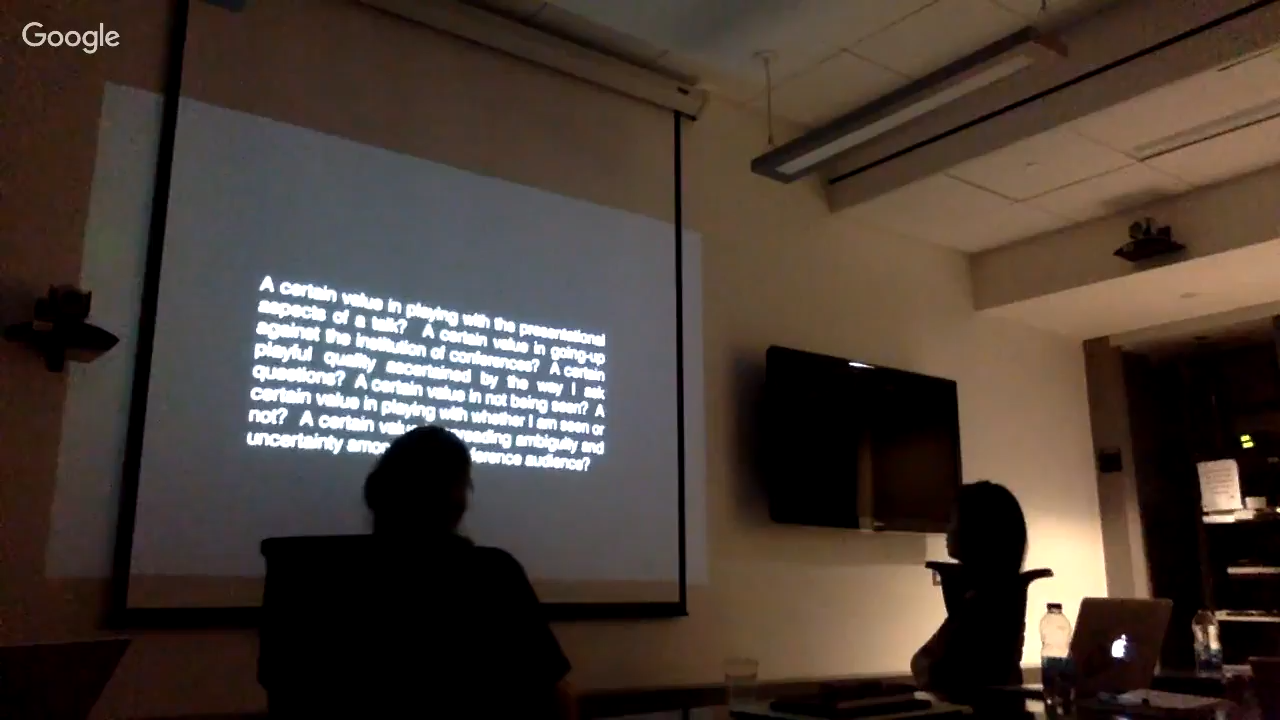 Google
A certain value in playing with the presentational
aspects of a talk? A certain value in going-up
against the institution of conferences? A certain
playful quality ascertained by the way I ask
questions? A certain value in not being seen? A
certain value in playing with whether I am seen or
not? A certain ambiguity and
uncertainty audience?